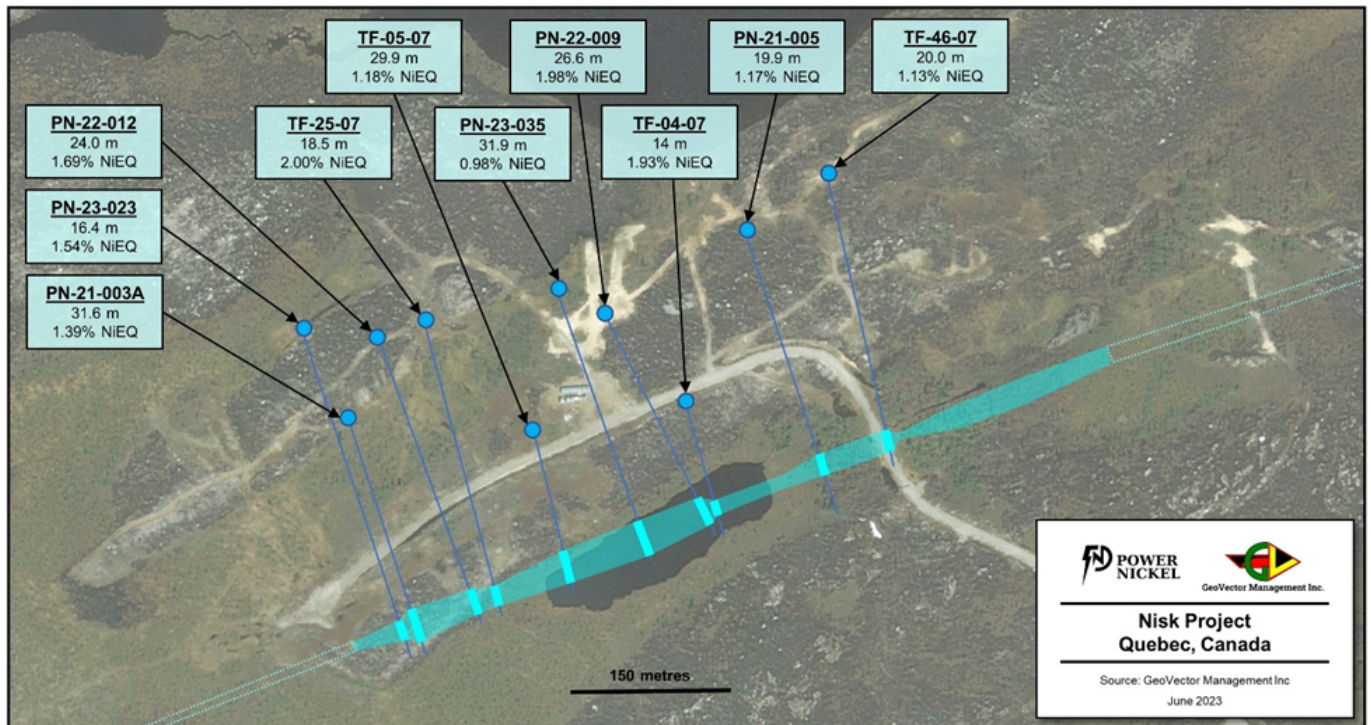 TF-05-07
29.9 m
1.18% NiEQ
PN-22-009
26.6 m
1.98% NiEQ
PN-21-005
19.9 m
1.17% NiEQ
TF-46-07
20.0 m
1.13% NiEQ
PN-22-012
24.0 m
1.69% NiEQ
TF-25-07
18.5 m
2.00% NiEQ
PN-23-035
31.9 m
0.98% NiEQ
TF-04-07
14 m
1.93% NiEQ
PN-23-023
16.4 m
1.54% NiEQ
PN-21-003A
31.6 m
1.39% NiEQ
150 metres
POWER
NICKEL
GeoVector Management Inc.
Nisk Project
Quebec, Canada
Source: GeoVector Management Inc
June 2023